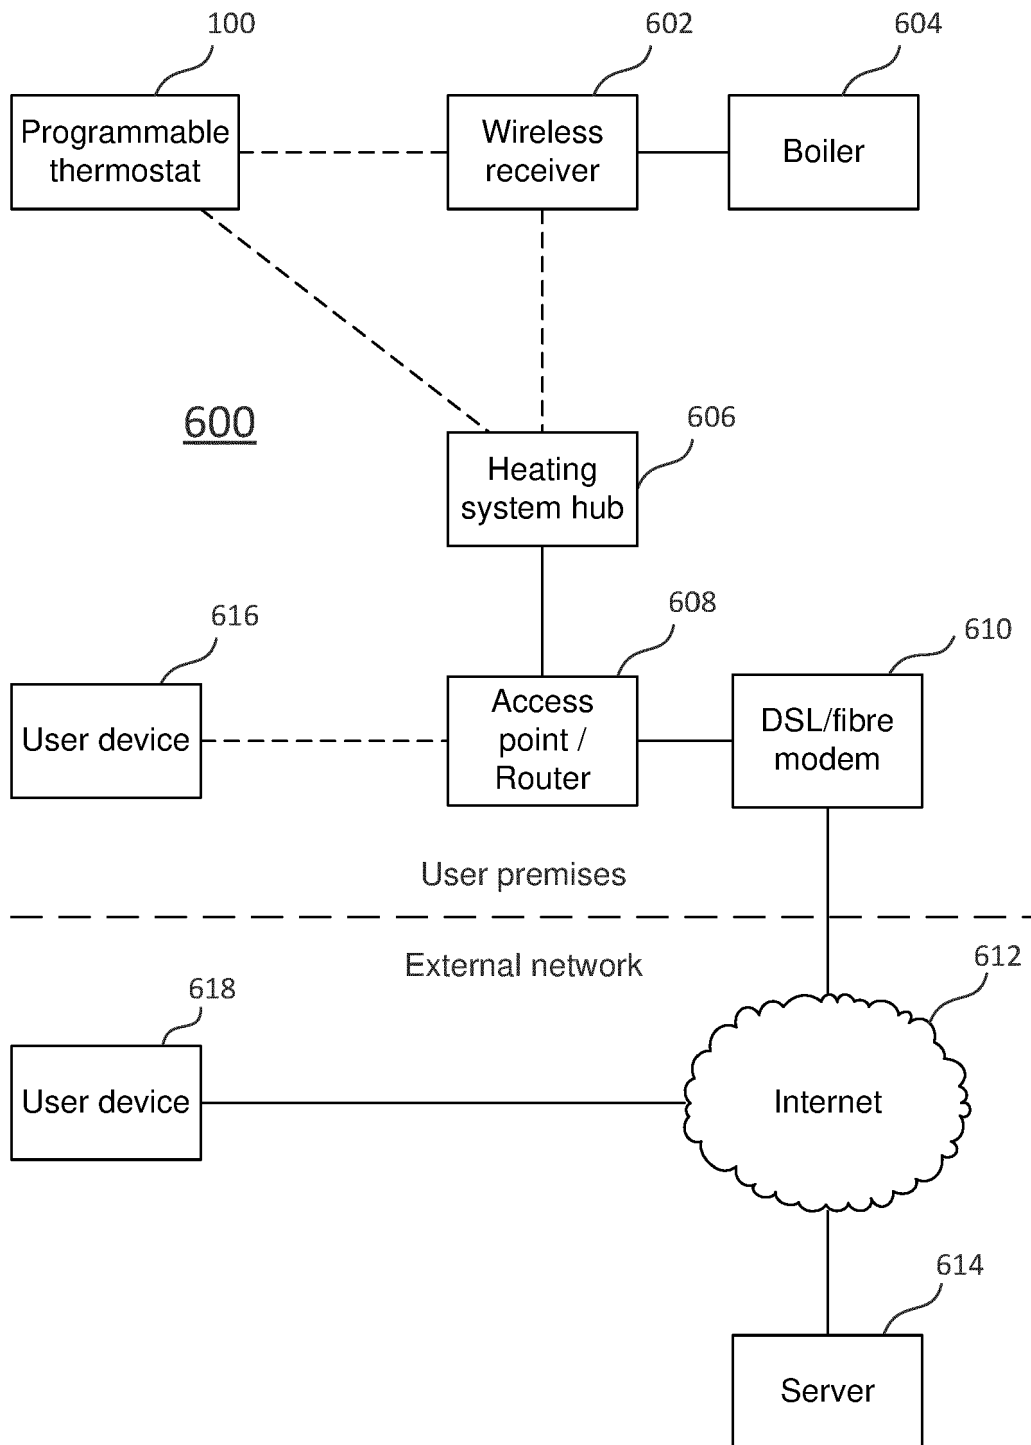 100
602
604
Programmable
thermostat
Wireless
receiver
Boiler
600
606
Heating
system hub
616
608
610
User device
Access
point /
Router
DSL/fibre
modem
User premises
External network
612
618
User device
Internet
614
Server